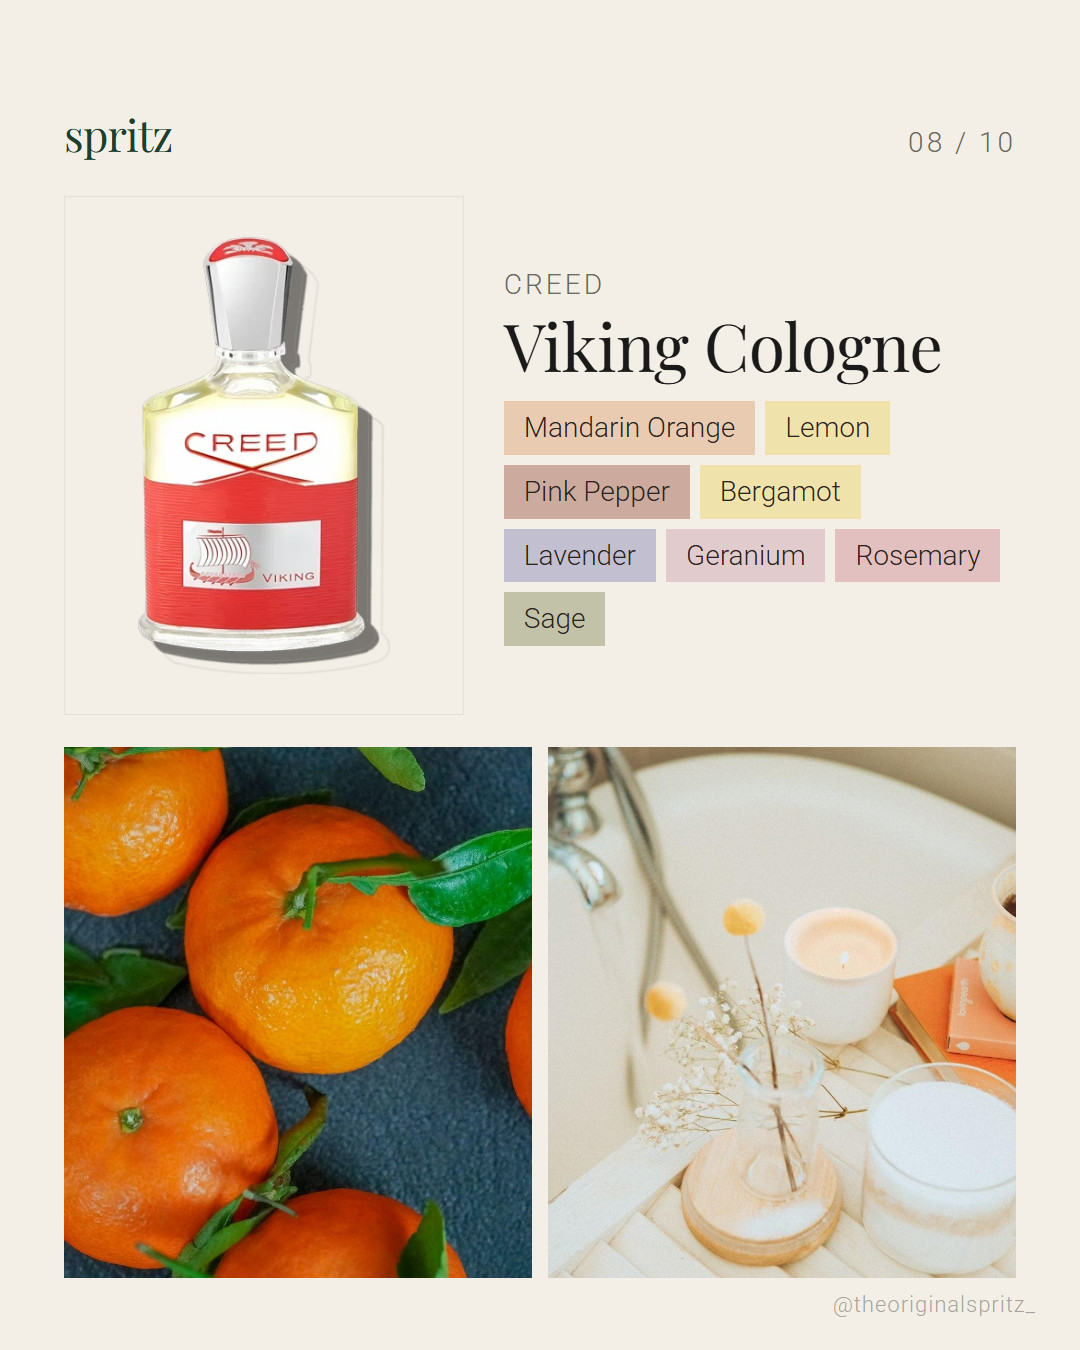 spritz
08 / 10
CREED
Viking Cologne
Mandarin Orange
Lemon
Pink Pepper
Bergamot
Lavender
Geranium
Rosemary
Sage
CREED
VIKING
@theoriginalspritz_